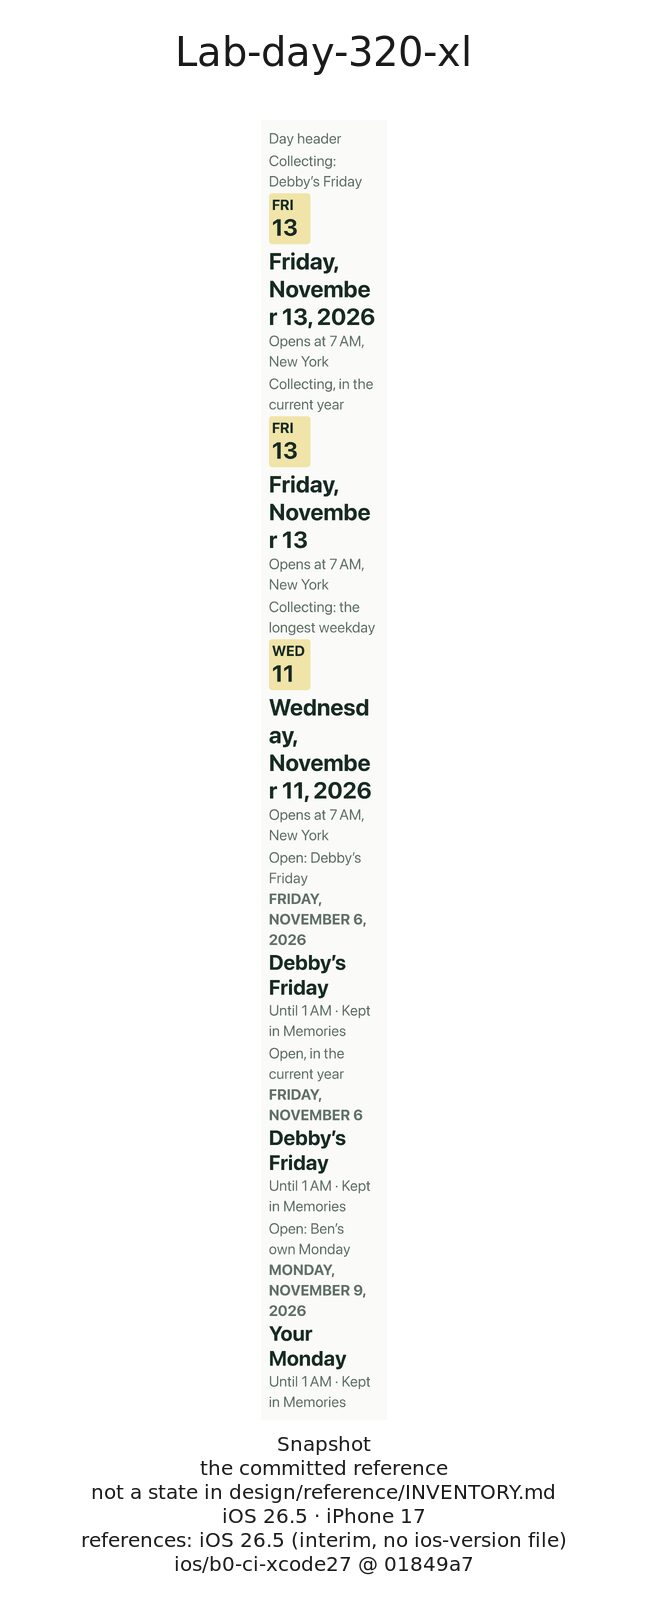 Lab-day-320-xl
Day header
Collecting:
Debby’s Friday
FRI
13
Friday,
Novembe
r 13, 2026
Opens at 7 AM,
New York
Collecting, in the
current year
FRI
13
Friday,
Novembe
r 13
Opens at 7 AM,
New York
Collecting: the
longest weekday
WED
11
Wednesd
ay,
Novembe
r 11, 2026
Opens at 7 AM,
New York
Open: Debby’s
Friday
FRIDAY,
NOVEMBER 6,
2026
Debby’s
Friday
Until 1 AM · Kept
in Memories
Open, in the
current year
FRIDAY,
NOVEMBER 6
Debby’s
Friday
Until 1 AM · Kept
in Memories
Open: Ben’s
own Monday
MONDAY,
NOVEMBER 9,
2026
Your
Monday
Until 1 AM · Kept
in Memories
Snapshot
the committed reference
not a state in design/reference/INVENTORY.md
iOS 26.5 · iPhone 17
references: iOS 26.5 (interim, no ios-version file)
ios/b0-ci-xcode27 @ 01849a7